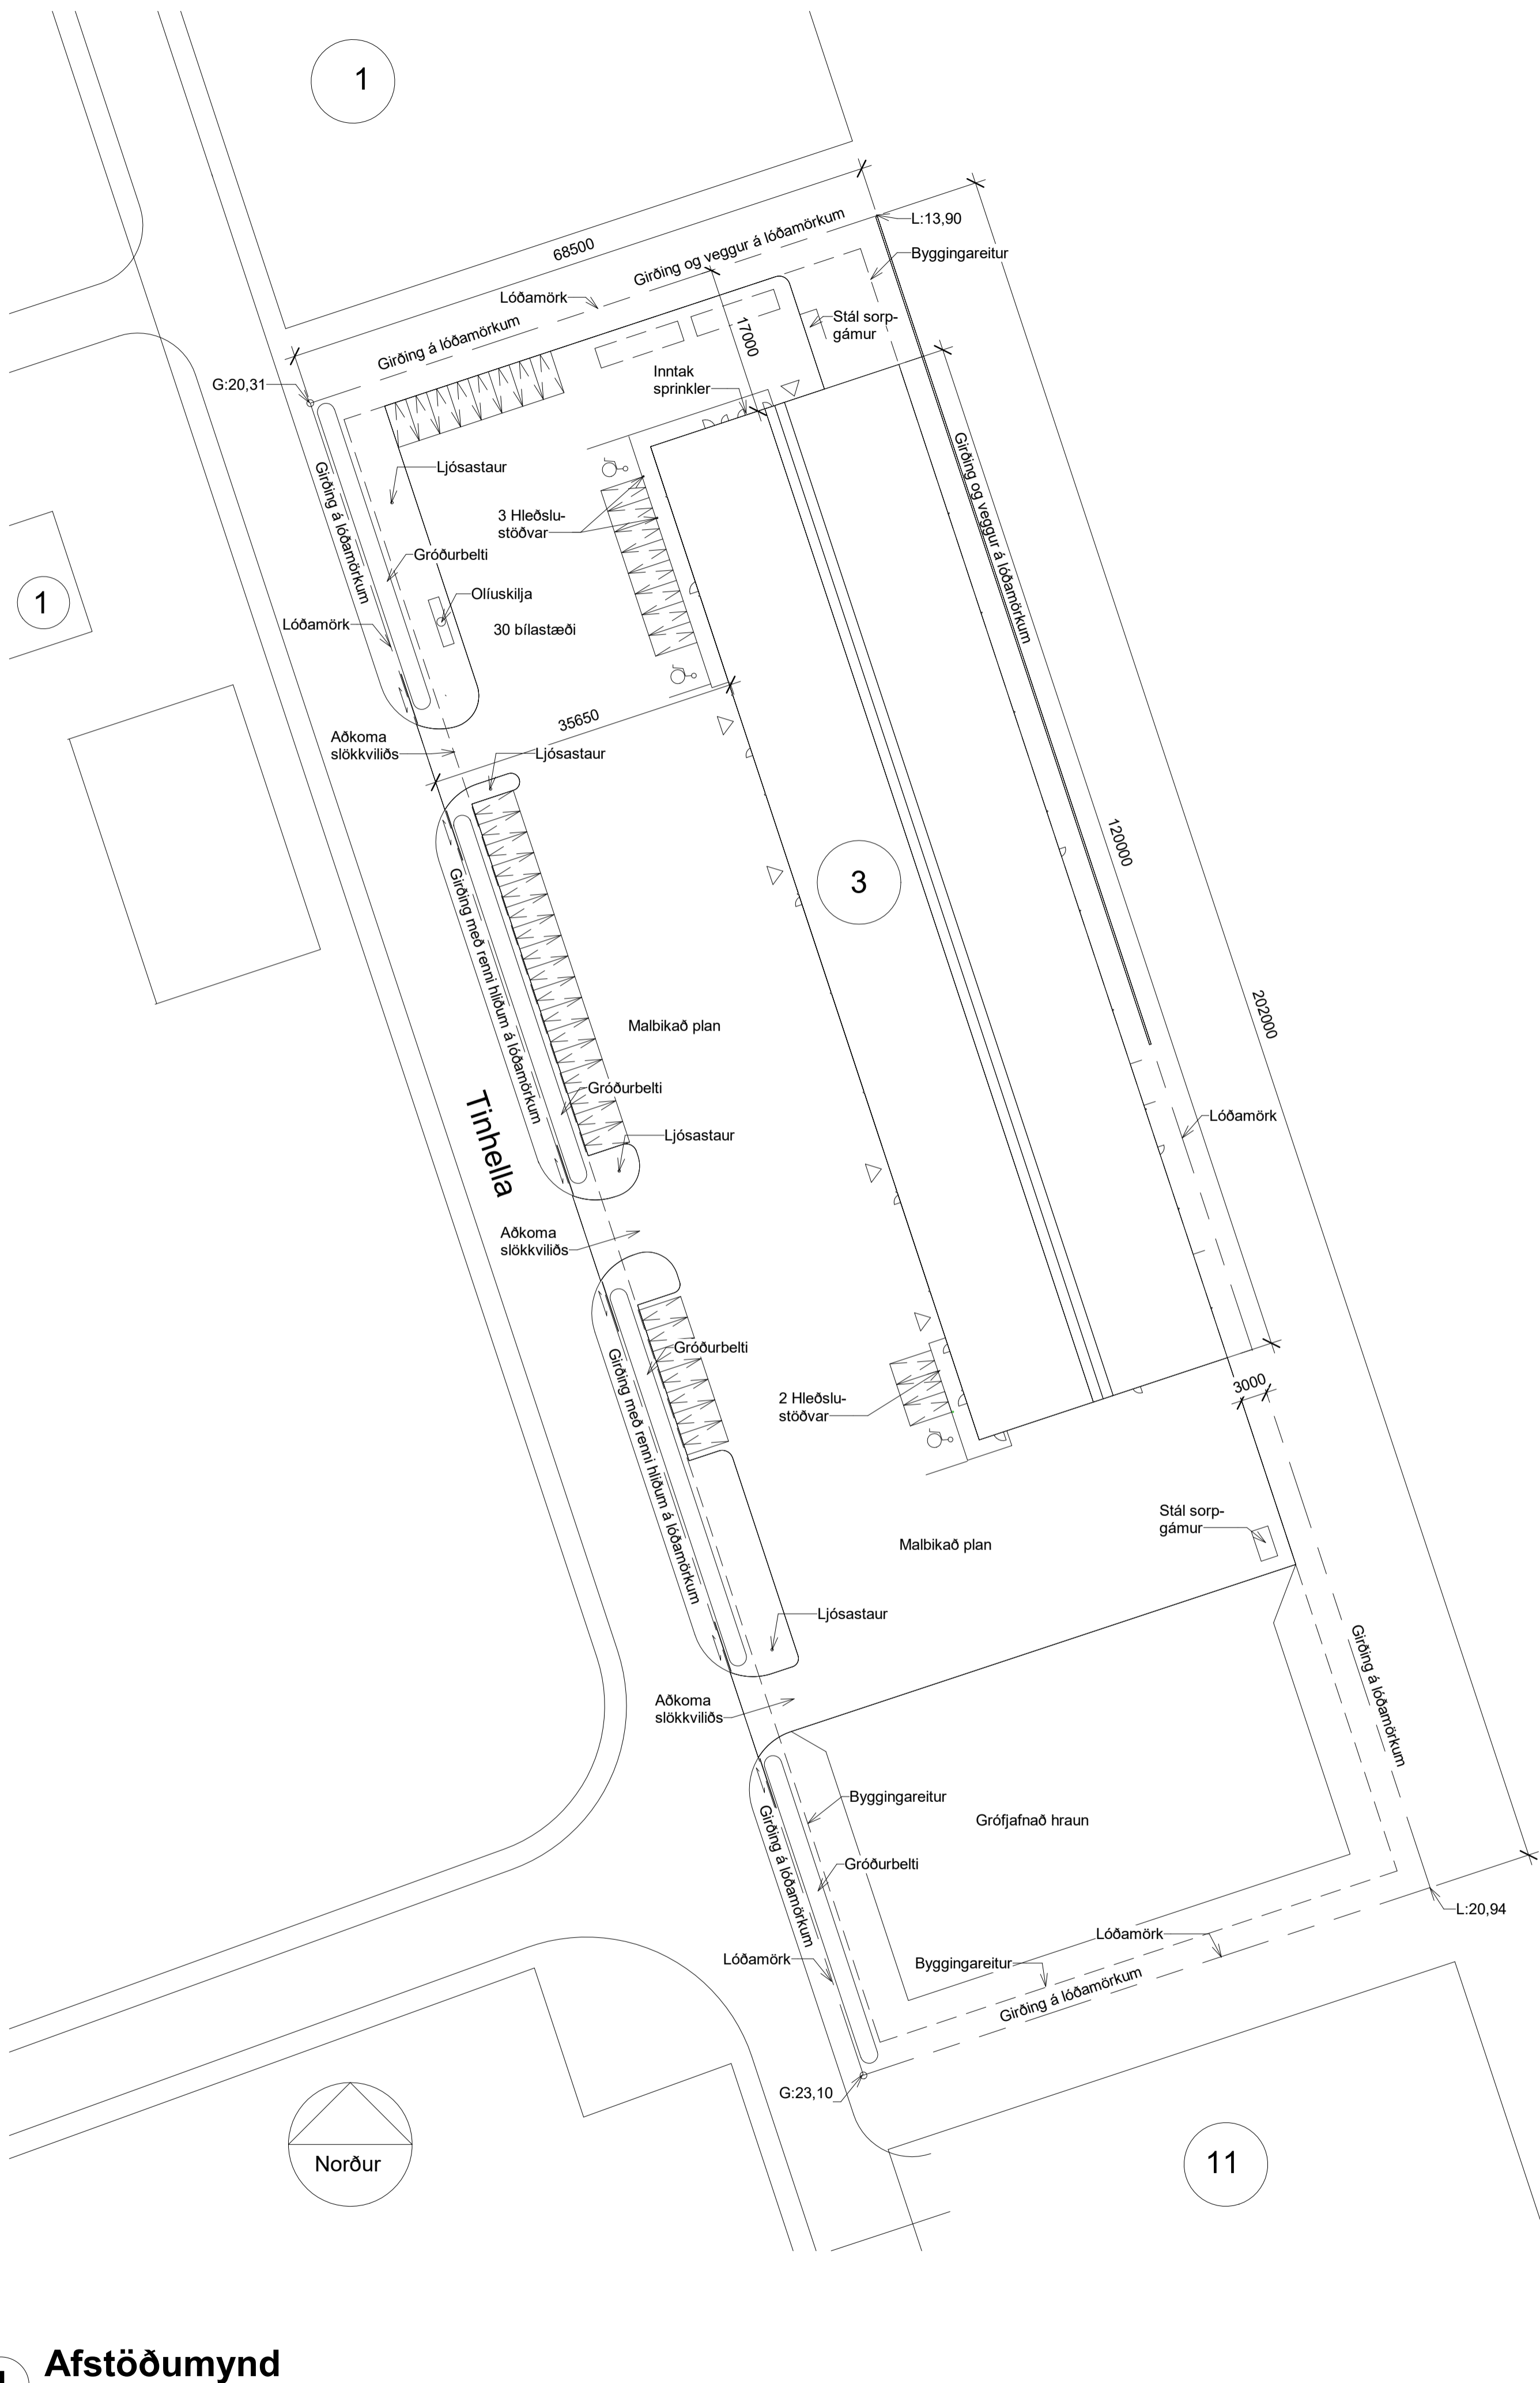 1
68500
Girðing og veggur á lóðamörkum
L:13,90
Byggingareitur
Lóðamörk
Girðing á lóðamörkum
17000
Stál sorp-
gámur
Inntak
sprinkler
G:20,31
Ljósastaur
Girðing á lóðamörkum
3 Hleðslu-
stöðvar
Girðing og veggur á lóðamörkum
Gróðurbelti
1
Olíuskilja
Lóðamörk
30 bílastæði
35650
Aðkoma
slökkviliðs
Ljósastaur
120000
3
Girðing með renni hliðum á lóðamörkum
202000
Malbikað plan
Gróðurbelti
Tinhella
Lóðamörk
Ljósastaur
Aðkoma
slökkviliðs
Gróðurbelti
3000
Girðing með renni hliðum á lóðamörkum
2 Hleðslu-
stöðvar
Stál sorp-
gámur
Malbikað plan
Ljósastaur
Girðing á lóðamörkum
Aðkoma
slökkviliðs
Byggingareitur
Grófjafnað hraun
Girðing á lóðamörkum
Gróðurbelti
L:20,94
Lóðamörk
Lóðamörk
Byggingareitur
Girðing á lóðamörkum
G:23,10
Norður
11
Afstöðumynd